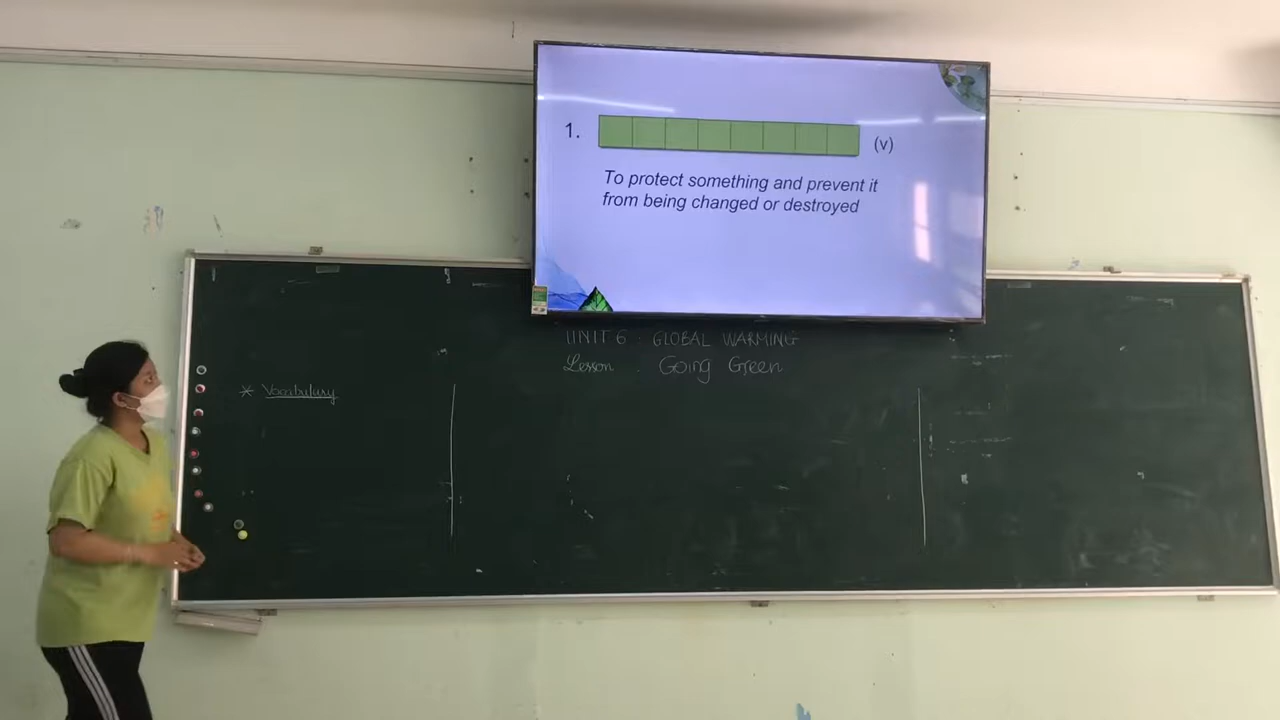 1. (v)
To protect something and prevent it
from being changed or destroyed
UNIT 6 : GLOBAL WARMING
Lesson : Going Green
* Vocabulary